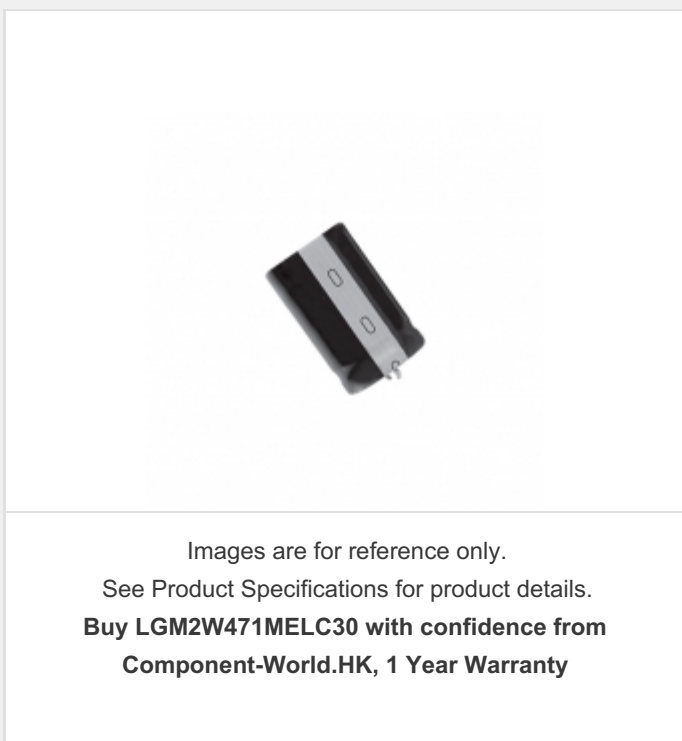 Images are for reference only.
See Product Specifications for product details.
Buy LGM2W471MELC30 with confidence from
Component-World.HK, 1 Year Warranty